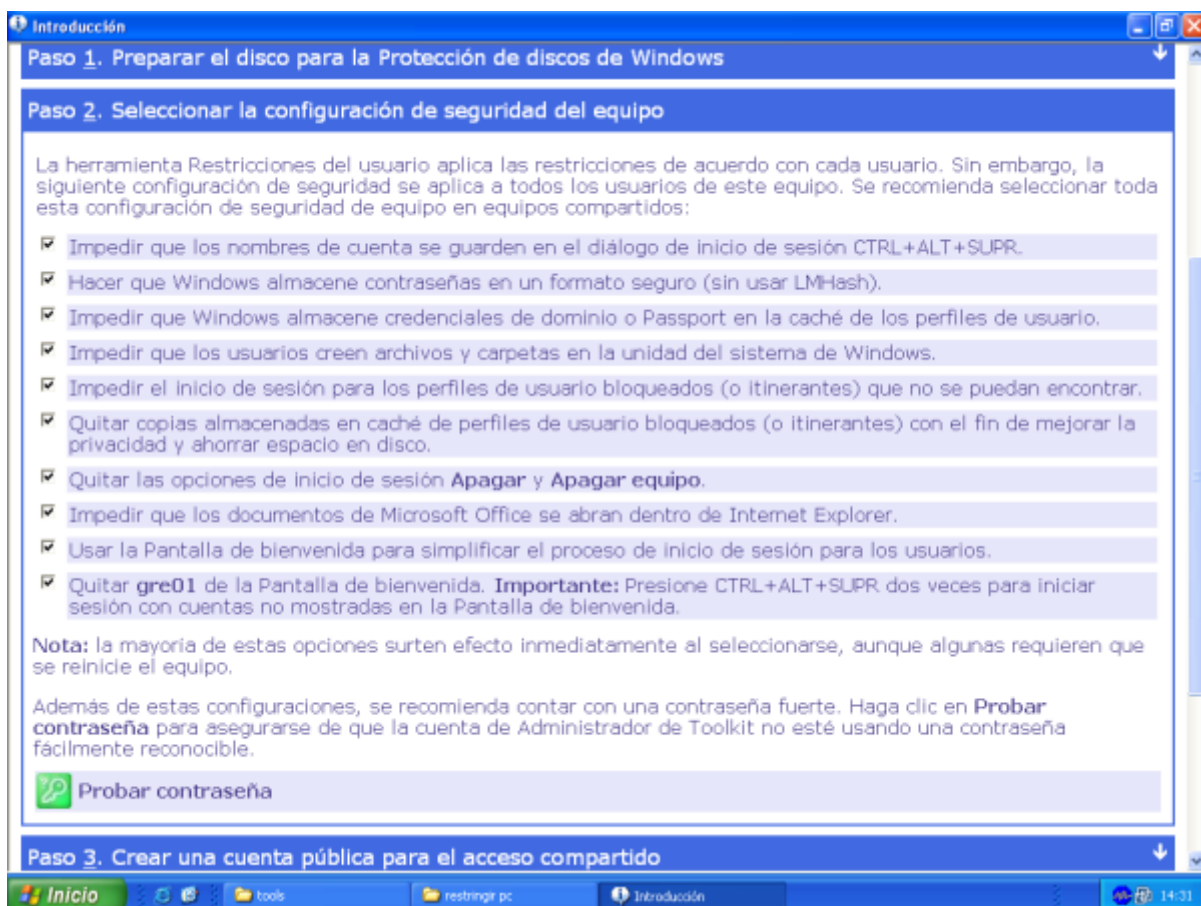 Introducción
Paso 1. Preparar el disco para la Protección de discos de Windows
Paso 2. Seleccionar la configuración de seguridad del equipo
La herramienta Restricciones del usuario aplica las restricciones de acuerdo con cada usuario. Sin embargo, la
siguiente configuración de seguridad se aplica a todos los usuarios de este equipo. Se recomienda seleccionar toda
esta configuración de seguridad de equipo en equipos compartidos:
Impedir que los nombres de cuenta se guarden en el diálogo de inicio de sesión CTRL+ALT+SUPR.
Hacer que Windows almacene contraseñas en un formato seguro (sin usar LMHash).
Impedir que Windows almacene credenciales de dominio o Passport en la caché de los perfiles de usuario.
Impedir que los usuarios creen archivos y carpetas en la unidad del sistema de Windows.
Impedir el inicio de sesión para los perfiles de usuario bloqueados (o itinerantes) que no se puedan encontrar.
Quitar copias almacenadas en caché de perfiles de usuario bloqueados (o itinerantes) con el fin de mejorar la
privacidad y ahorrar espacio en disco.
Quitar las opciones de inicio de sesión Apagar y Apagar equipo.
Impedir que los documentos de Microsoft Office se abran dentro de Internet Explorer.
Usar la Pantalla de bienvenida para simplificar el proceso de inicio de sesión para los usuarios.
Quitar gre01 de la Pantalla de bienvenida. Importante: Presione CTRL+ALT+SUPR dos veces para iniciar
sesión con cuentas no mostradas en la Pantalla de bienvenida.
Nota: la mayoría de estas opciones surten efecto inmediatamente al seleccionarse, aunque algunas requieren que
se reinicie el equipo.
Además de estas configuraciones, se recomienda contar con una contraseña fuerte. Haga clic en Probar
contraseña para asegurarse de que la cuenta de Administrador de Toolkit no esté usando una contraseña
fácilmente reconocible.
Probar contraseña
Paso 3. Crear una cuenta pública para el acceso compartido
Inicio
tools
restringir pc
Introducción
14:31